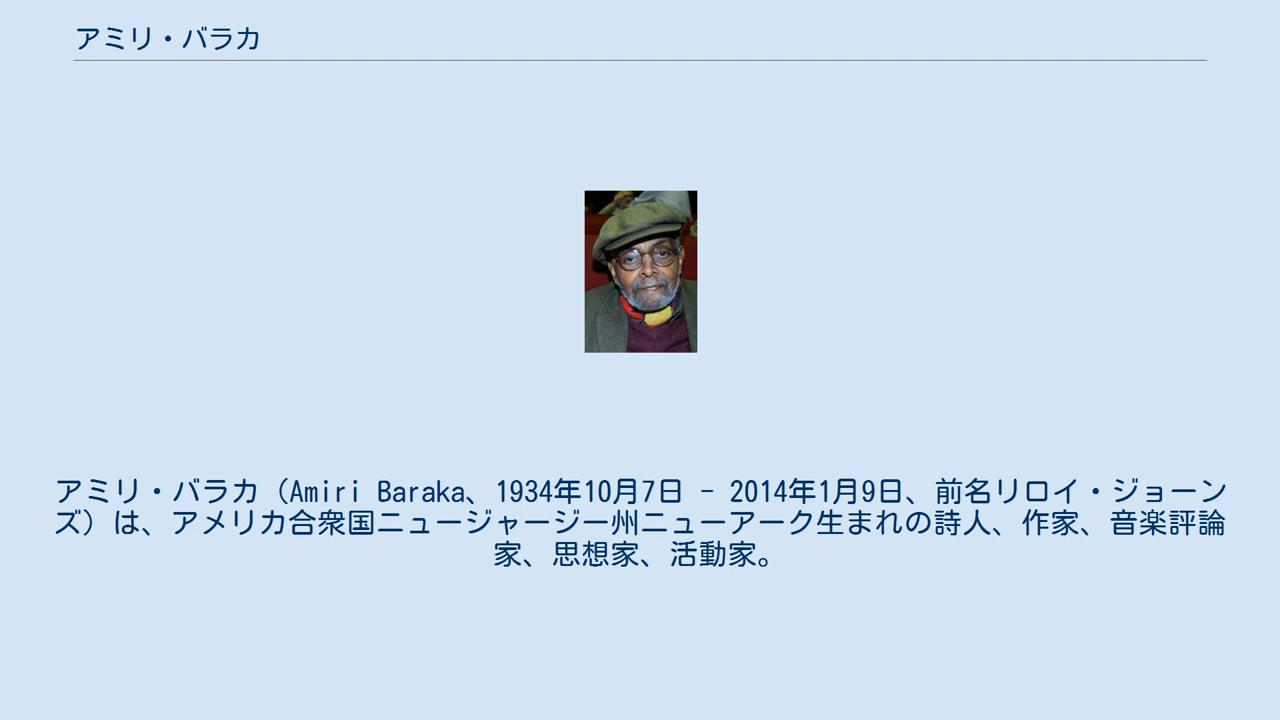 アミリ・バラカ
アミリ・バラカ（Amiri Baraka、1934年10月7日 - 2014年1月9日、前名リロイ・ジョーン
ズ）は、アメリカ合衆国ニュージャージー州ニューアーク生まれの詩人、作家、音楽評論
家、思想家、活動家。